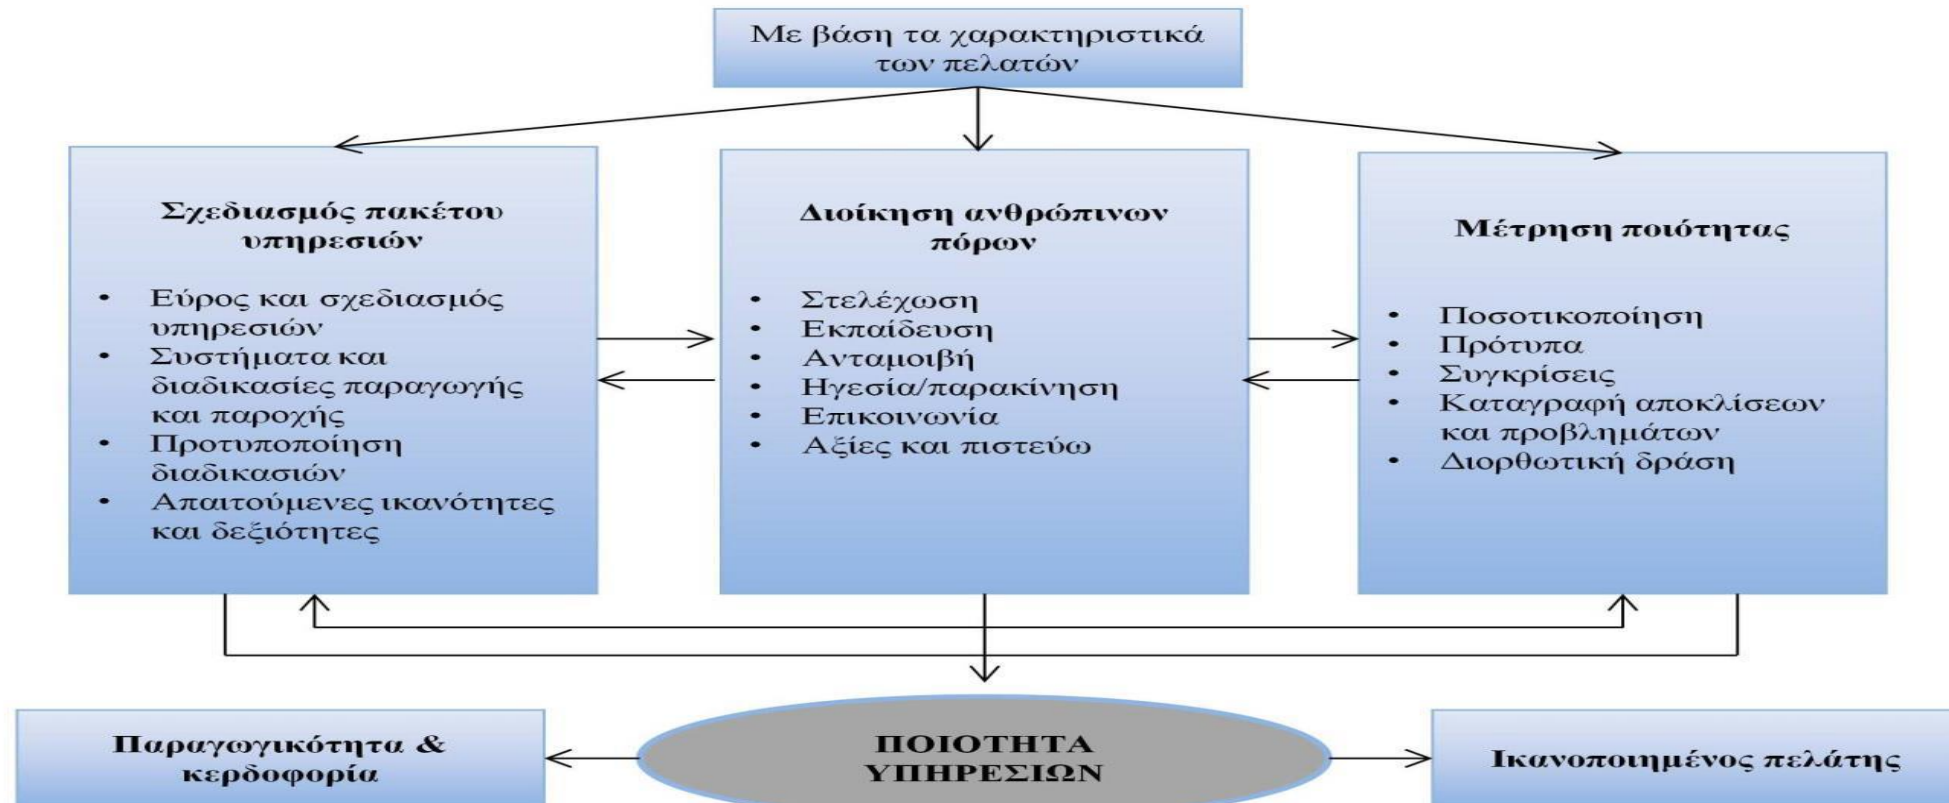 Με βάση τα χαρακτηριστικά
των πελατών
Σχεδιασμός πακέτου
υπηρεσιών
• Εύρος και σχεδιασμός
υπηρεσιών
• Συστήματα και
διαδικασίες παραγωγής
και παροχής
• Προτυποποίηση
διαδικασιών
• Απαιτούμενες ικανότητες
και δεξιότητες
Διοίκηση ανθρώπινων
πόρων
• Στελέχωση
• Εκπαίδευση
• Ανταμοιβή
• Ηγεσία/παρακίνηση
• Επικοινωνία
• Αξίες και πιστεύω
Μέτρηση ποιότητας
• Ποσοτικοποίηση
• Πρότυπα
• Συγκρίσεις
• Καταγραφή αποκλίσεων
και προβλημάτων
• Διορθωτική δράση
Παραγωγικότητα &
κερδοφορία
ΠΟΙΟΤΗΤΑ
ΥΠΗΡΕΣΙΩΝ
Ικανοποιημένος πελάτης